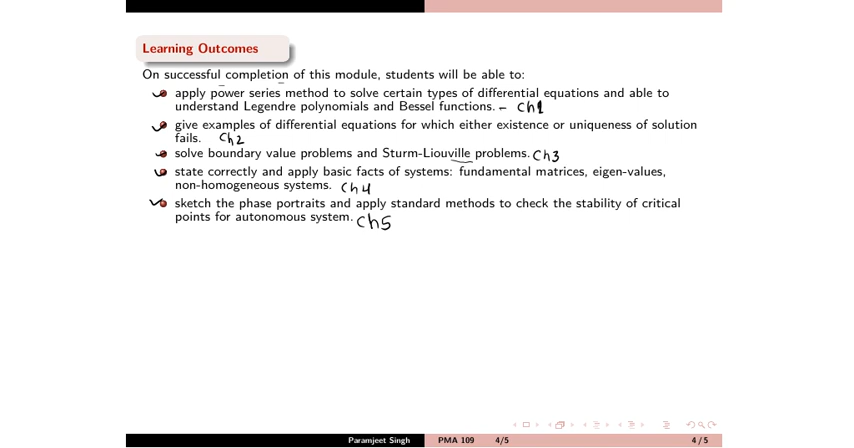 Learning Outcomes
On successful completion of this module, students will be able to:
apply power series method to solve certain types of differential equations and able to
understand Legendre polynomials and Bessel functions. - Ch1
give examples of differential equations for which either existence or uniqueness of solution
fails. Ch2
solve boundary value problems and Sturm-Liouville problems. Ch3
state correctly and apply basic facts of systems: fundamental matrices, eigen-values,
non-homogeneous systems. Ch4
sketch the phase portraits and apply standard methods to check the stability of critical
points for autonomous system. Ch5
Paramjeet Singh PMA 109 4/5 4 / 5